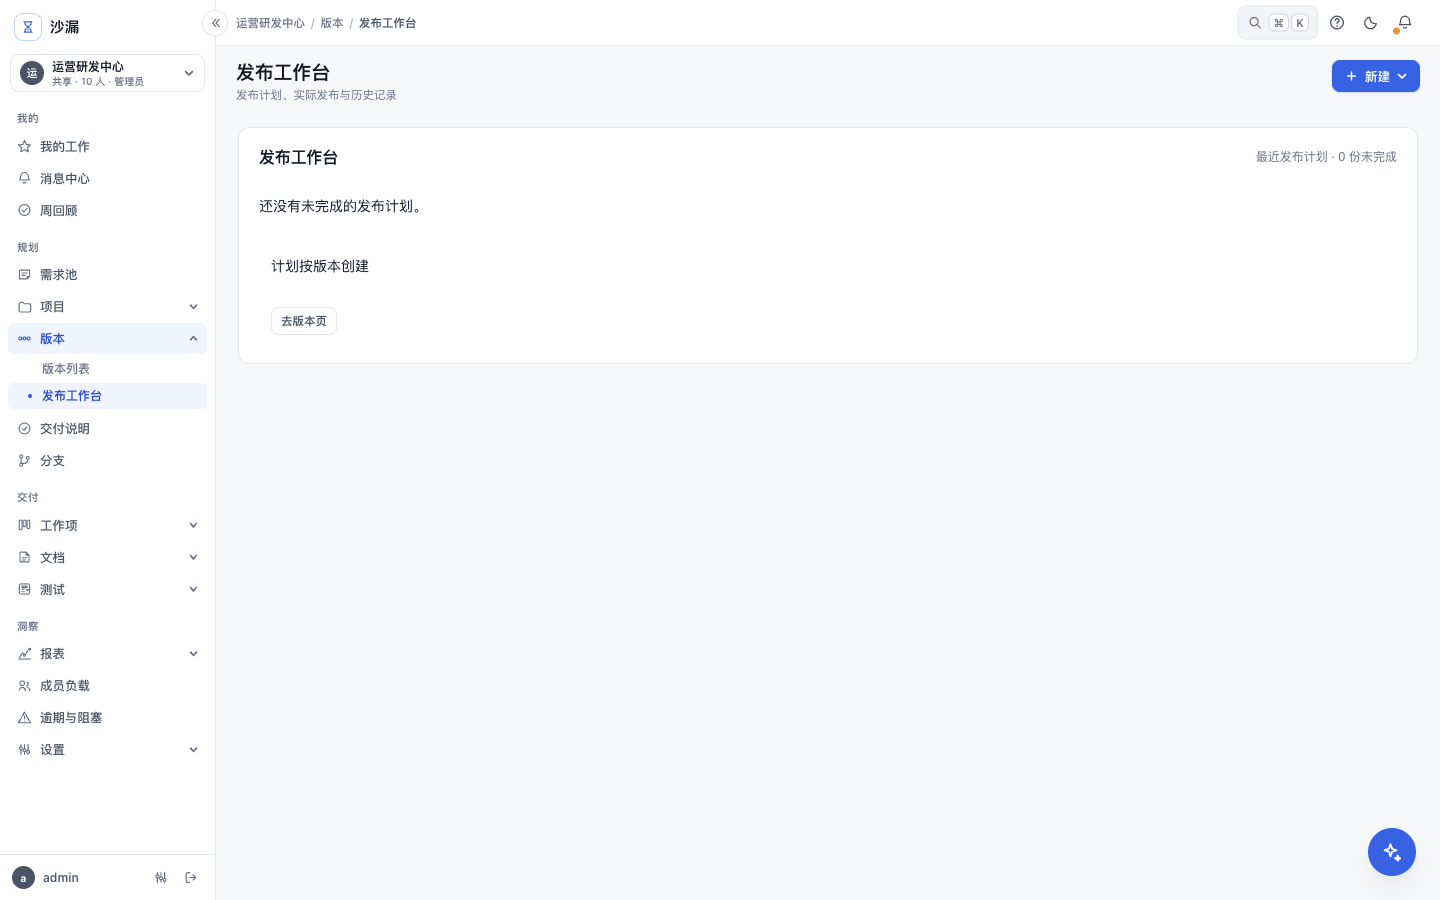 沙漏
运营研发中心 / 版本 / 发布工作台
⌘ K
运
运营研发中心
共享 · 10 人 · 管理员
我的
我的工作
消息中心
周回顾
规划
需求池
项目
版本
版本列表
发布工作台
交付说明
分支
交付
工作项
文档
测试
洞察
报表
成员负载
逾期与阻塞
设置
a admin
发布工作台
发布计划、实际发布与历史记录
新建
发布工作台
最近发布计划 · 0 份未完成
还没有未完成的发布计划。
计划按版本创建
去版本页